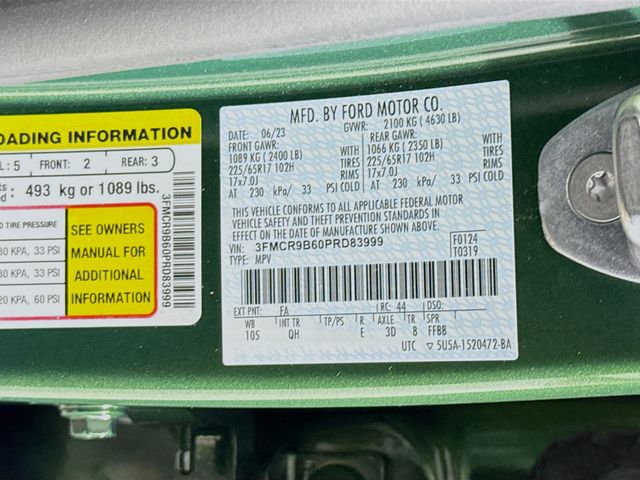 LOADING INFORMATION
L: 5 FRONT: 2 REAR: 3
493 kg or 1089 lbs.
TIRE PRESSURE
KPA, 33 PSI
KPA, 33 PSI
20 KPA, 60 PSI
SEE OWNERS
MANUAL FOR
ADDITIONAL
INFORMATION
3FMCR9B60PRD83999
MFD. BY FORD MOTOR CO.
DATE: 06/23 GVWR: 2100 KG ( 4630 LB)
FRONT GAWR: REAR GAWR:
1089 KG ( 2400 LB) 1066 KG ( 2350 LB)
225/65R17 102H TIRES 225/65R17 102H TIRES
17x7.0J RIMS 17x7.0J RIMS
AT 230 kPa/ 33 PSI COLD AT 230 kPa/ 33 PSI COLD
THIS VEHICLE CONFORMS TO ALL APPLICABLE FEDERAL MOTOR
VEHICLE SAFETY AND THEFT PREVENTION STANDARDS IN
EFFECT ON THE DATE OF MANUFACTURE SHOWN ABOVE.
VIN: 3FMCR9B60PRD83999 F0124
TYPE: MPV T0319
EXT PNT: FA RC: 44 DSO:
WB INT TR TP/PS R AXLE TR SPR
105 QH E 3D 8 FFBB
UTC ▽5U5A-1520472-BA